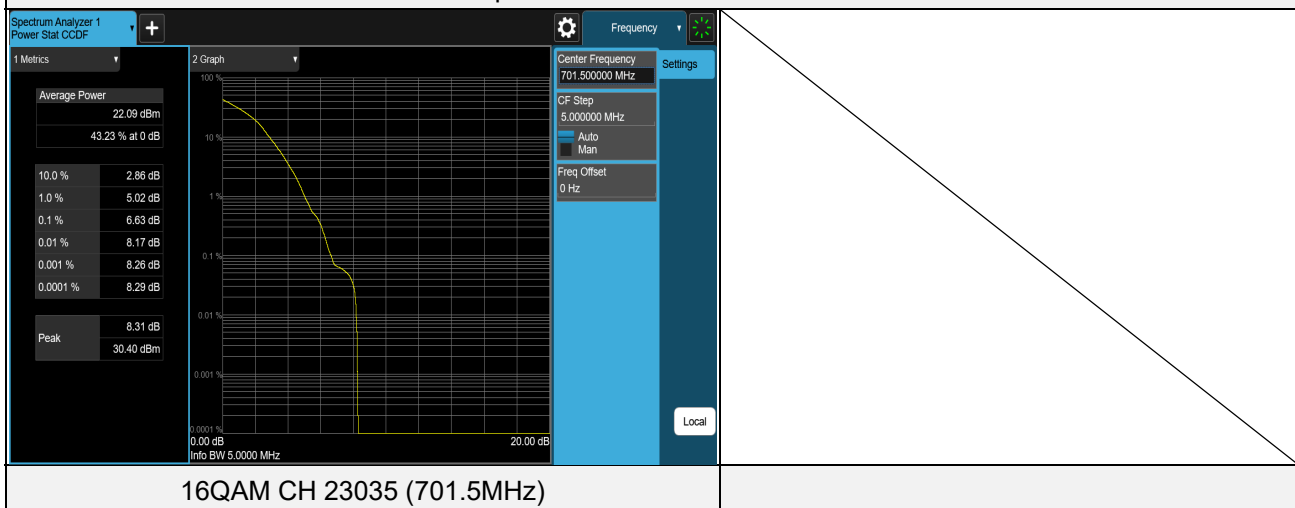 Spectrum Analyzer 1
Power Stat CCDF
+
Frequency
1 Metrics
2 Graph
Average Power
22.09 dBm
43.23 % at 0 dB
10.0 % 2.86 dB
1.0 % 5.02 dB
0.1 % 6.63 dB
0.01 % 8.17 dB
0.001 % 8.26 dB
0.0001 % 8.29 dB
Peak 8.31 dB
30.40 dBm
100 %
10 %
1 %
0.1 %
0.01 %
0.001 %
0.0001 %
0.00 dB 20.00 dB
Info BW 5.0000 MHz
Center Frequency
701.500000 MHz
Settings
CF Step
5.000000 MHz
Auto
Man
Freq Offset
0 Hz
Local
16QAM CH 23035 (701.5MHz)